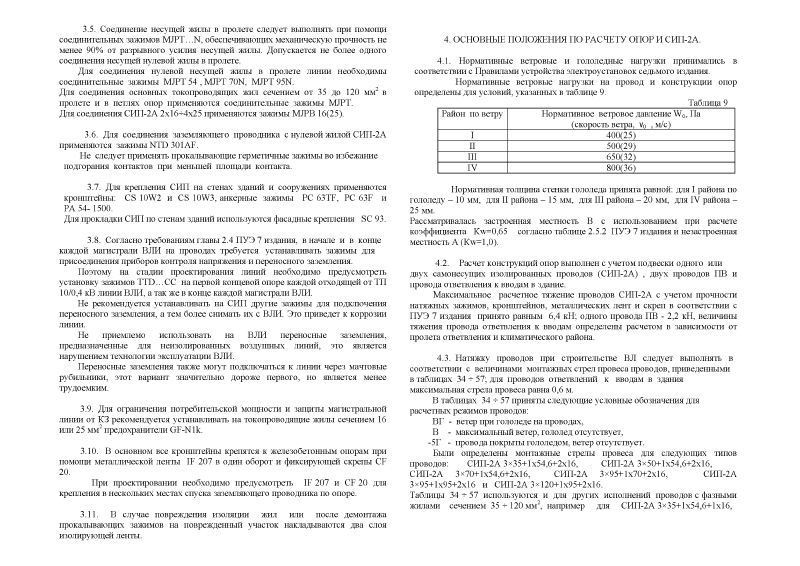 3.5. Соединение несущей жилы в пролете следует выполнять при помощи
соединительных зажимов MJPT…N, обеспечивающих механическую прочность не
менее 90% от разрывного усилия несущей жилы. Допускается не более одного
соединения несущей нулевой жилы в пролете.
Для соединения нулевой несущей жилы в пролете линии необходимы
соединительные зажимы MJPT 54 , MJPT 70N, MJPT 95N.
Для соединения основных токопроводящих жил сечением от 35 до 120 мм² в
пролете и в петлях опор применяются соединительные зажимы MJPT.
Для соединения СИП-2А 2х16+4х25 применяются зажимы MJPB 16(25).
3.6. Для соединения заземляющего проводника с нулевой жилой СИП-2А
применяются зажимы NTD 301AF.
Не следует применять прокалывающие герметичные зажимы во избежание
подгорания контактов при меньшей площади контакта.
3.7. Для крепления СИП на стенах зданий и сооружениях применяются
кронштейны: CS 10W2 и CS 10W3, анкерные зажимы PC 63TF, PC 63F и
PA 54- 1500.
Для прокладки СИП по стенам зданий используются фасадные крепления SC 93.
3.8. Согласно требованиям главы 2.4 ПУЭ 7 издания, в начале и в конце
каждой магистрали ВЛИ на проводах требуется устанавливать зажимы для
присоединения приборов контроля напряжения и переносного заземления.
Поэтому на стадии проектирования линий необходимо предусмотреть
установку зажимов TTD…CC на первой концевой опоре каждой отходящей от ТП
10/0,4 кВ линии ВЛИ, а так же в конце каждой магистрали ВЛИ.
Не рекомендуется устанавливать на СИП другие зажимы для подключения
переносного заземления, а тем более снимать их с ВЛИ. Это приведет к коррозии
линии.
Не приемлемо использовать на ВЛИ переносные заземления,
предназначенные для неизолированных воздушных линий, это является
нарушением технологии эксплуатации ВЛИ.
Переносные заземления также могут подключаться к линии через мачтовые
рубильники, этот вариант значительно дороже первого, но является менее
трудоемким.
3.9. Для ограничения потребительской мощности и защиты магистральной
линии от КЗ рекомендуется устанавливать на токопроводящие жилы сечением 16
или 25 мм² предохранители GF-N1k.
3.10. В основном все кронштейны крепятся к железобетонным опорам при
помощи металлической ленты IF 207 в один оборот и фиксирующей скрепы CF
20.
При проектировании необходимо предусмотреть IF 207 и CF 20 для
крепления в нескольких местах спуска заземляющего проводника по опоре.
3.11. В случае повреждения изоляции жил или после демонтажа
прокалывающих зажимов на поврежденный участок накладываются два слоя
изолирующей ленты.
4. ОСНОВНЫЕ ПОЛОЖЕНИЯ ПО РАСЧЕТУ ОПОР И СИП-2А.
4.1. Нормативные ветровые и гололедные нагрузки принимались в
соответствии с Правилами устройства электроустановок седьмого издания.
Нормативные ветровые нагрузки на провод и конструкции опор
определены для условий, указанных в таблице 9.
Таблица 9
Район по ветру Нормативное ветровое давление W₀, Па
(скорость ветра, v₀ , м/с)
I 400(25)
II 500(29)
III 650(32)
IV 800(36)
Нормативная толщина стенки гололеда принята равной: для I района по
гололеду – 10 мм, для II района – 15 мм, для III района – 20 мм, для IV района –
25 мм.
Рассматривалась застроенная местность В с использованием при расчете
коэффициента Kw=0,65 согласно таблице 2.5.2 ПУЭ 7 издания и незастроенная
местность А (Kw=1,0).
4.2. Расчет конструкций опор выполнен с учетом подвески одного или
двух самонесущих изолированных проводов (СИП-2А) , двух проводов ПВ и
провода ответвления к вводам в здание.
Максимальное расчетное тяжение проводов СИП-2А с учетом прочности
натяжных зажимов, кронштейнов, металлических лент и скреп в соответствии с
ПУЭ 7 издания принято равным 6,4 кН; одного провода ПВ - 2,2 кН, величины
тяжения провода ответвления к вводам определены расчетом в зависимости от
пролета ответвления и климатического района.
4.3. Натяжку проводов при строительстве ВЛ следует выполнять в
соответствии с величинами монтажных стрел провеса проводов, приведенными
в таблицах 34 ÷ 57; для проводов ответвлений к вводам в здания
максимальная стрела провеса равна 0,6 м.
В таблицах 34 ÷ 57 приняты следующие условные обозначения для
расчетных режимов проводов:
ВГ - ветер при гололеде на проводах,
В - максимальный ветер, гололед отсутствует,
-5Г - провода покрыты гололедом, ветер отсутствует.
Были определены монтажные стрелы провеса для следующих типов
проводов: СИП-2А 3×35+1х54,6+2х16, СИП-2А 3×50+1х54,6+2х16,
СИП-2А 3×70+1х54,6+2х16, СИП-2А 3×95+1х70+2х16, СИП-2А
3×95+1х95+2х16 и СИП-2А 3×120+1х95+2х16.
Таблицы 34 ÷ 57 используются и для других исполнений проводов с фазными
жилами сечением 35 ÷ 120 мм², например для СИП-2А 3×35+1х54,6+1х16,